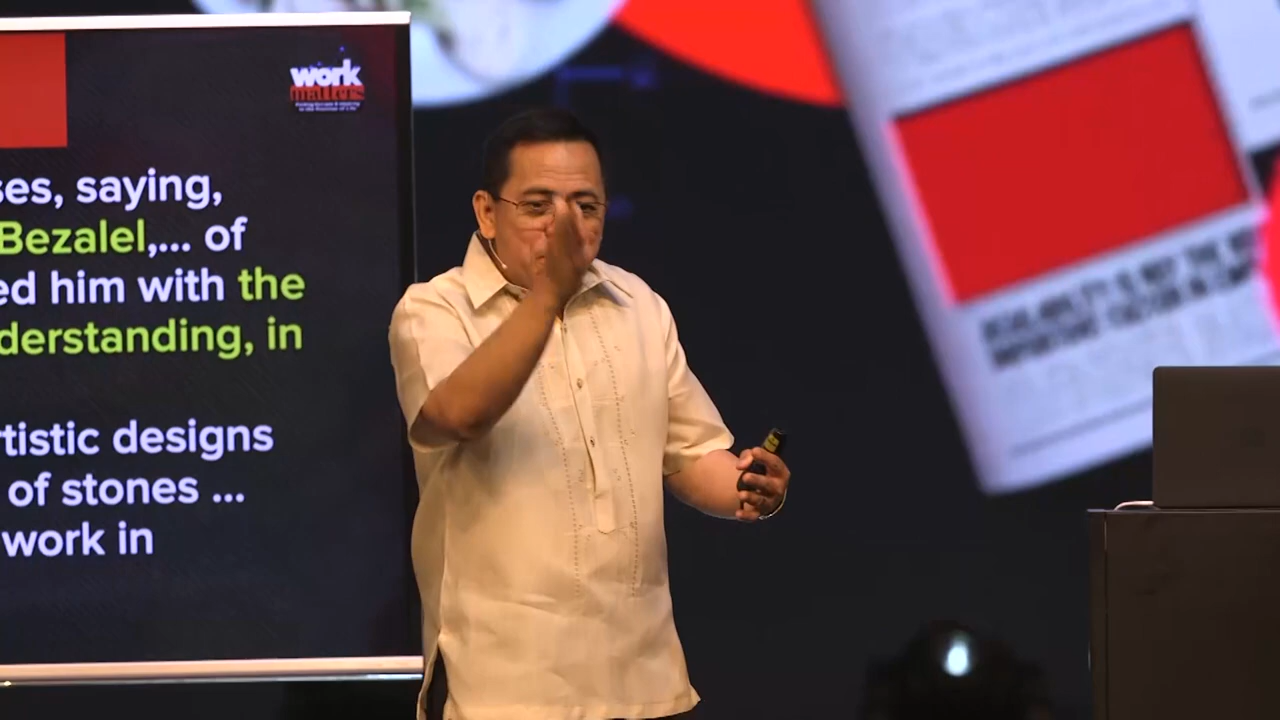 work
matters
ses, saying,
Bezalel,... of
ed him with the
derstanding, in
rtistic designs
of stones ...
work in